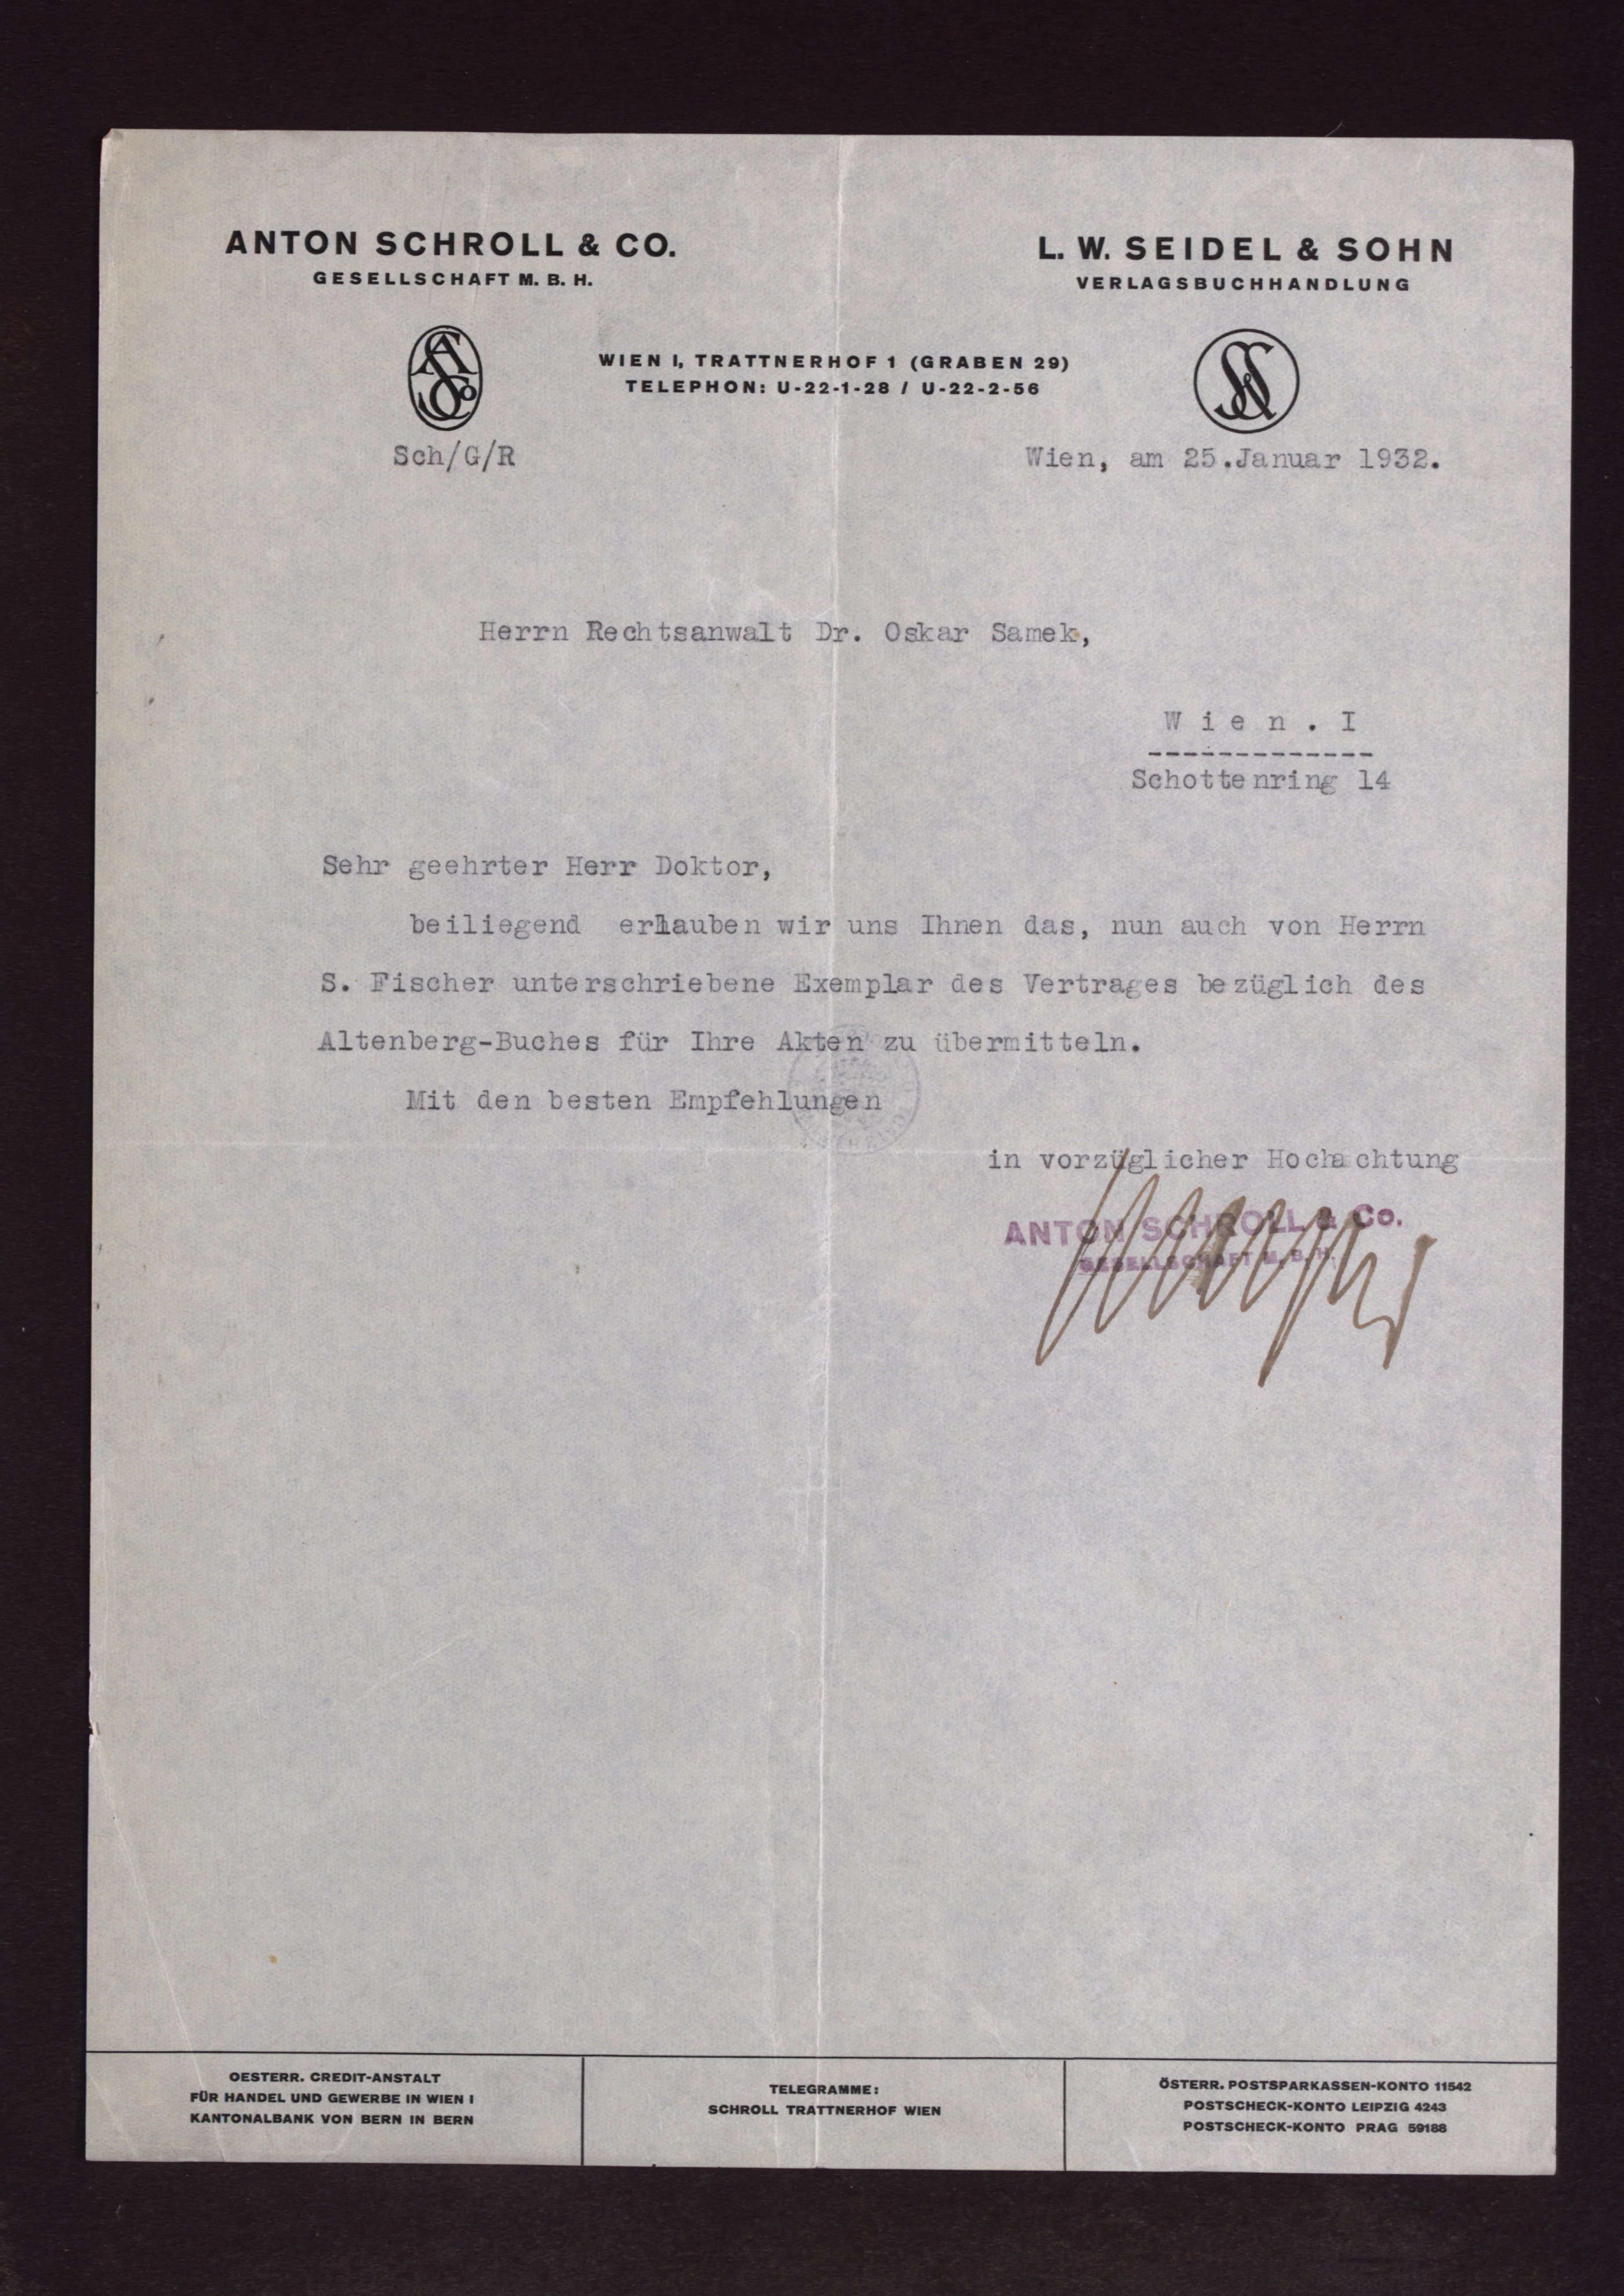 ANTON SCHROLL & CO.
GESELLSCHAFT M. B. H.
L. W. SEIDEL & SOHN
VERLAGSBUCHHANDLUNG
WIEN I, TRATTNERHOF 1 (GRABEN 29)
TELEPHON: U-22-1-28 / U-22-2-56
Sch/G/R
Wien, am 25.Januar 1932.
Herrn Rechtsanwalt Dr. Oskar Samek,
Wien. I
Schottenring 14
Sehr geehrter Herr Doktor,
beiliegend erlauben wir uns Ihnen das, nun auch von Herrn
S. Fischer unterschriebene Exemplar des Vertrages bezüglich des
Altenberg-Buches für Ihre Akten zu übermitteln.
Mit den besten Empfehlungen
in vorzüglicher Hochachtung
ANTON SCHROLL & Co.
GESELLSCHAFT M. B. H.
OESTERR. CREDIT-ANSTALT
FÜR HANDEL UND GEWERBE IN WIEN I
KANTONALBANK VON BERN IN BERN
TELEGRAMME:
SCHROLL TRATTNERHOF WIEN
ÖSTERR. POSTSPARKASSEN-KONTO 11542
POSTSCHECK-KONTO LEIPZIG 4243
POSTSCHECK-KONTO PRAG 59188